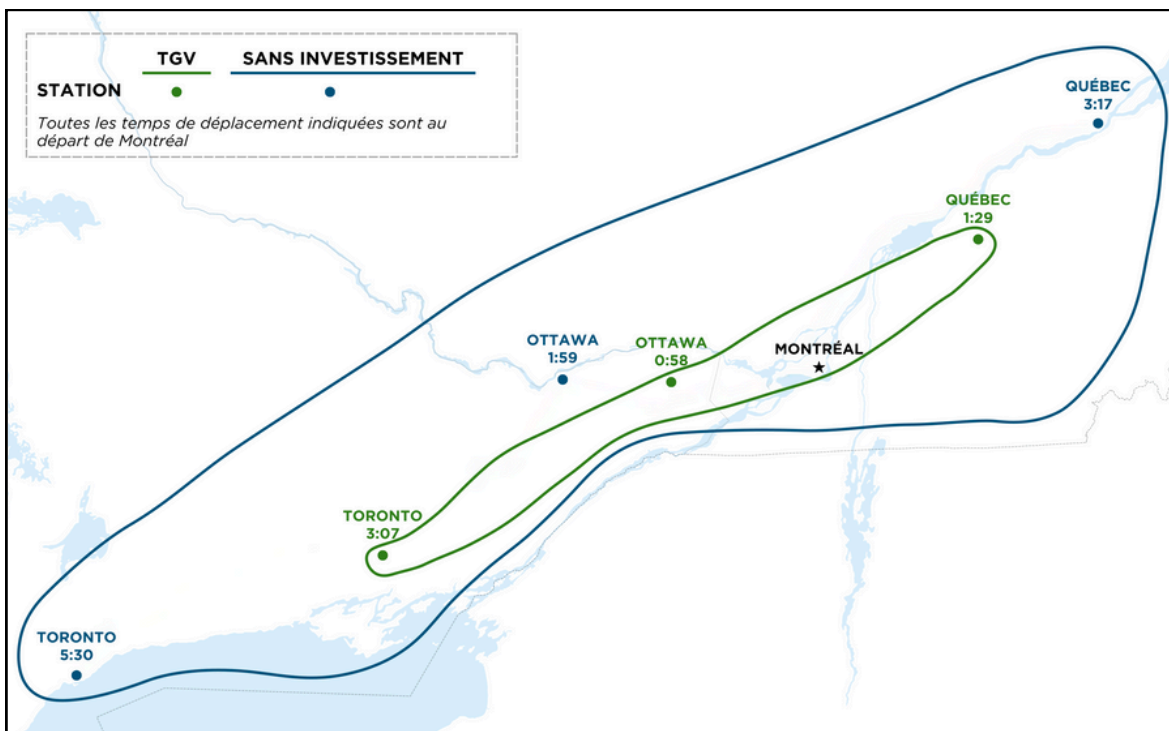 TGV
SANS INVESTISSEMENT
STATION
Toutes les temps de déplacement indiquées sont au
départ de Montréal
QUÉBEC
3:17
QUÉBEC
1:29
OTTAWA
1:59
OTTAWA
0:58
MONTRÉAL
TORONTO
3:07
TORONTO
5:30